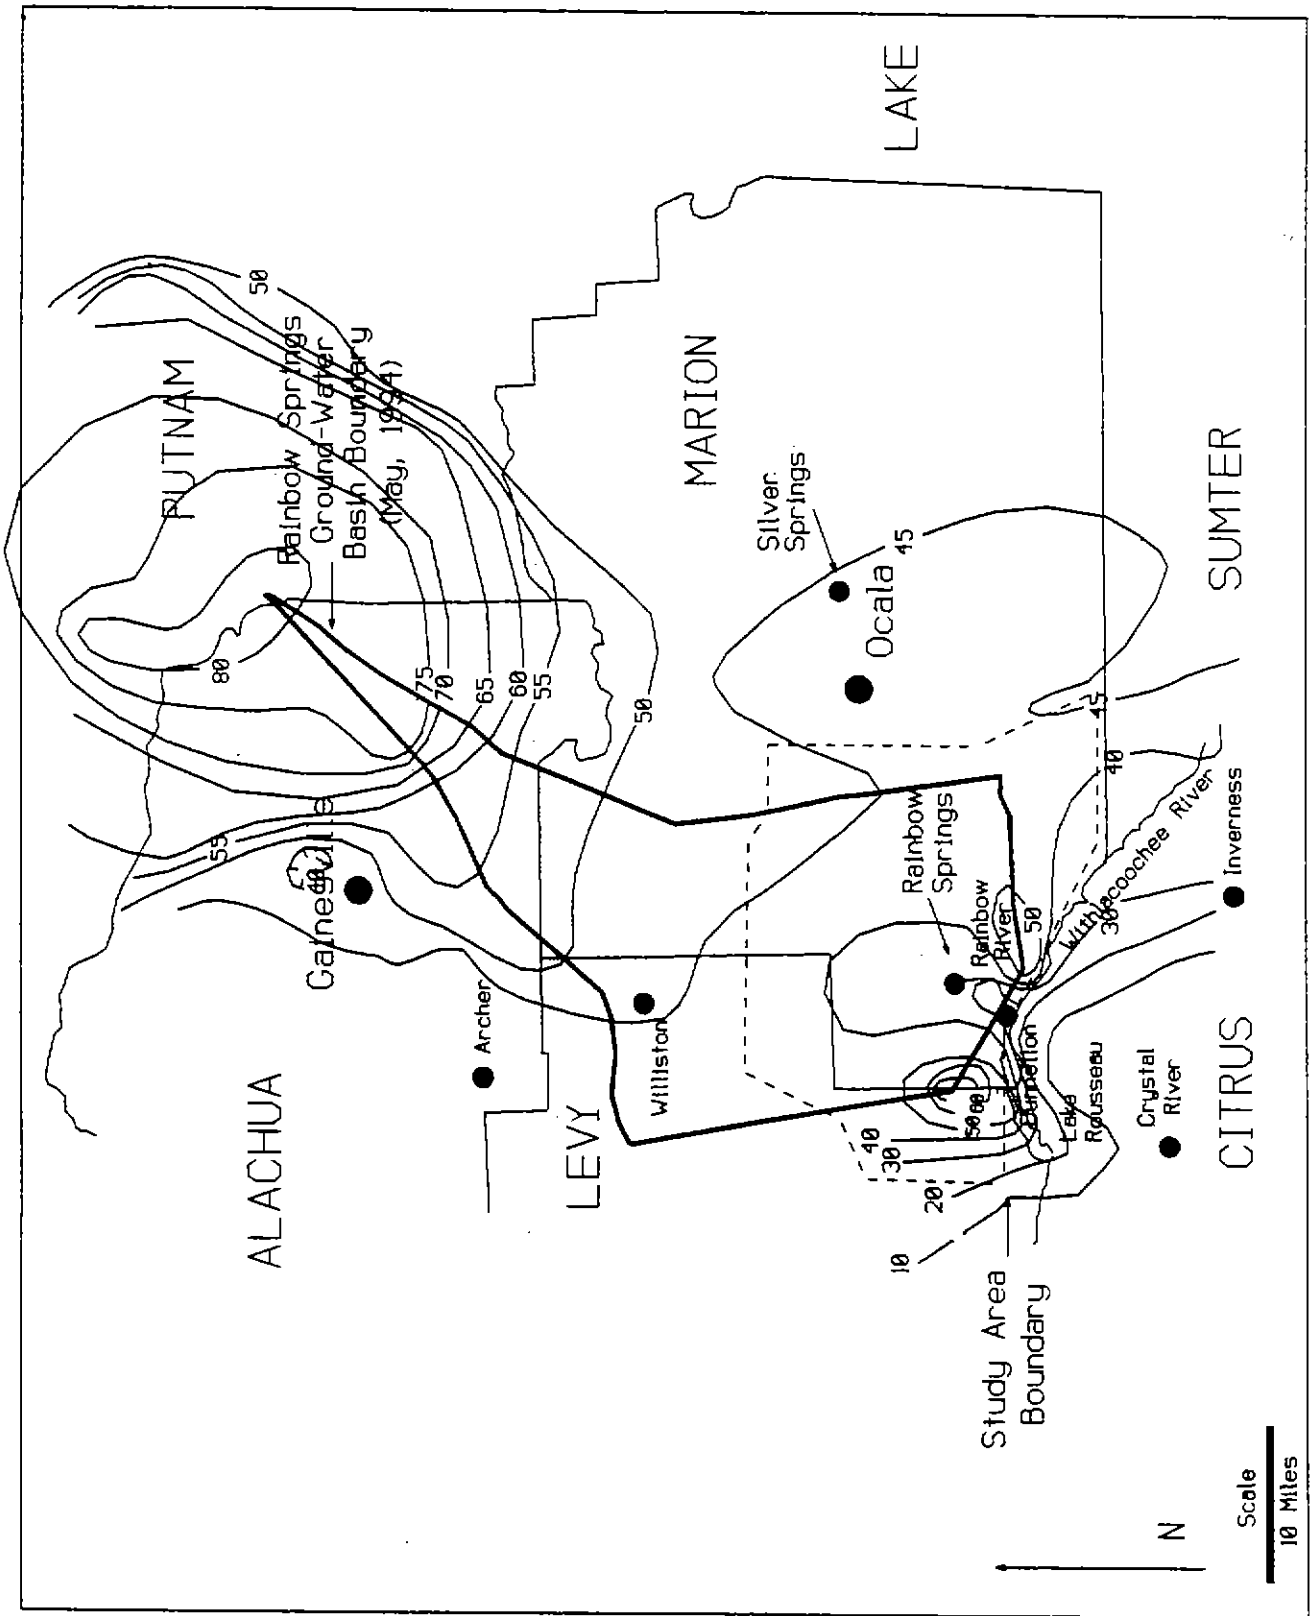 ALACHUA
PUTNAM
Rainbow Springs
Ground-Water
Basin Boundary
(May, 1994)
50
80
55
40
Gainesville
75
70
65
60
55
50
Archer
LEVY
Williston
MARION
LAKE
Silver
Springs
Ocala
45
Rainbow
Springs
Rainbow
River
50
40
30
20
10
50
60
Dunnellon
Lake
Rousseau
45
40
30
Withlacoochee River
Inverness
Crystal
River
SUMTER
CITRUS
Study Area
Boundary
N
Scale
10 Miles